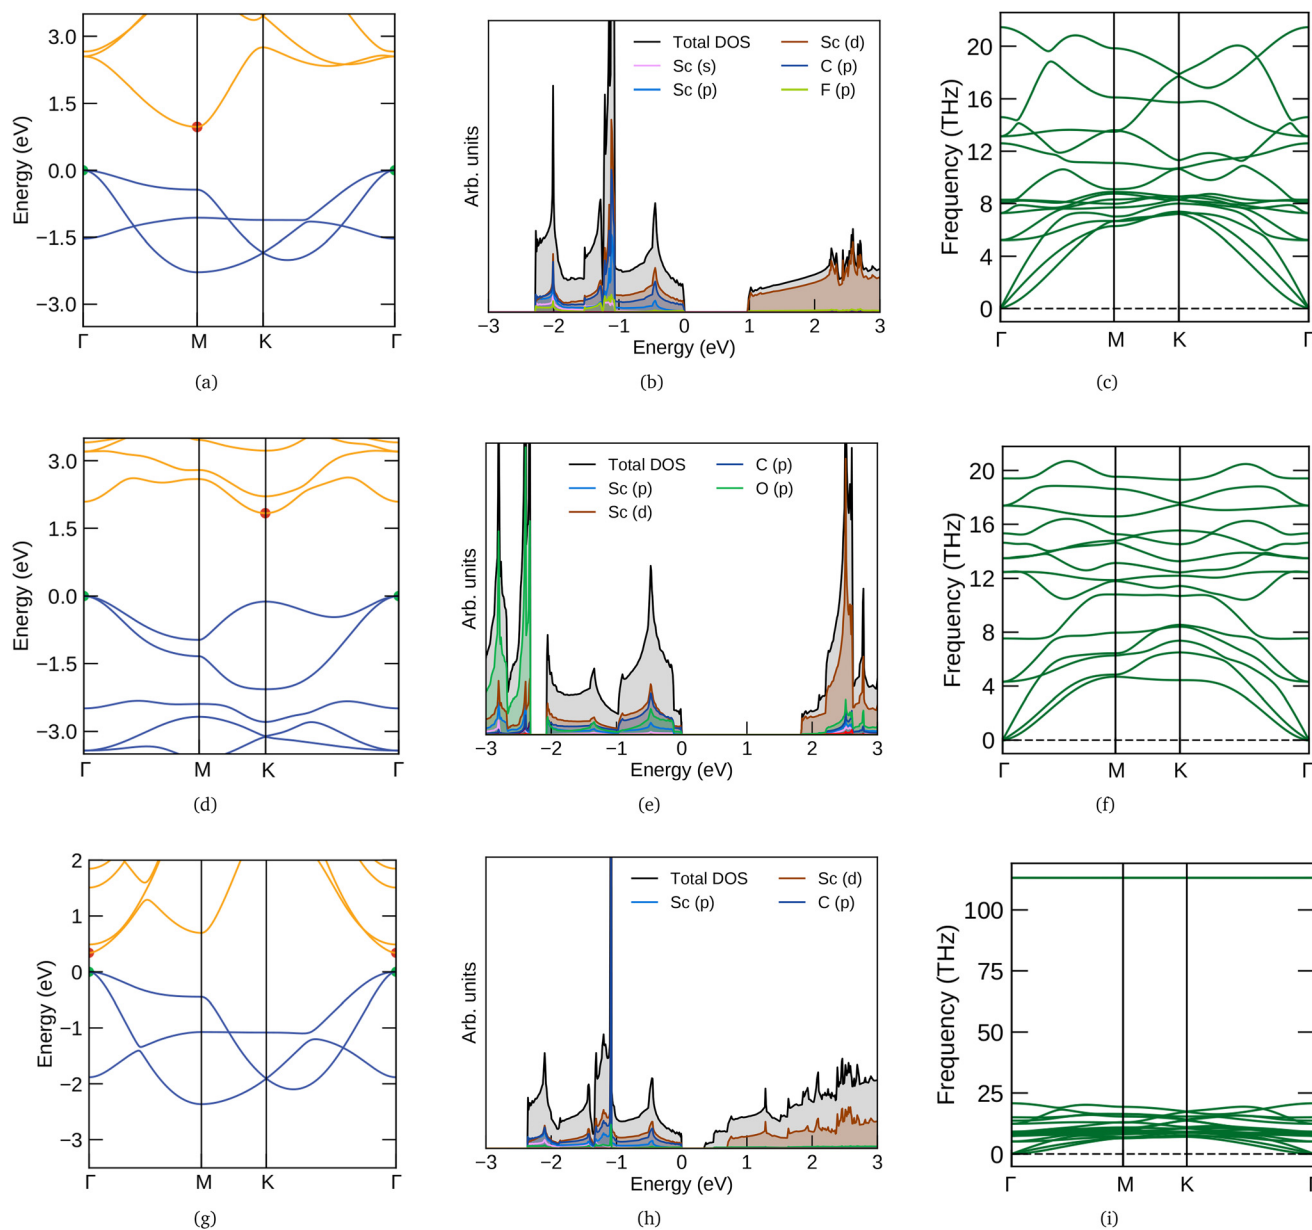 3.0
1.5
0.0
−1.5
−3.0
Energy (eV)
Γ M K Γ
(a)
Total DOS
Sc (s)
Sc (p)
Sc (d)
C (p)
F (p)
Arb. units
−3 −2 −1 0 1 2 3
Energy (eV)
(b)
20
16
12
8
4
0
Frequency (THz)
Γ M K Γ
(c)
3.0
1.5
0.0
−1.5
−3.0
Energy (eV)
Γ M K Γ
(d)
Total DOS
Sc (p)
Sc (d)
C (p)
O (p)
Arb. units
−3 −2 −1 0 1 2 3
Energy (eV)
(e)
20
16
12
8
4
0
Frequency (THz)
Γ M K Γ
(f)
2
1
0
−1
−2
−3
Energy (eV)
Γ M K Γ
(g)
Total DOS
Sc (p)
Sc (d)
C (p)
Arb. units
−3 −2 −1 0 1 2 3
Energy (eV)
(h)
100
75
50
25
0
Frequency (THz)
Γ M K Γ
(i)